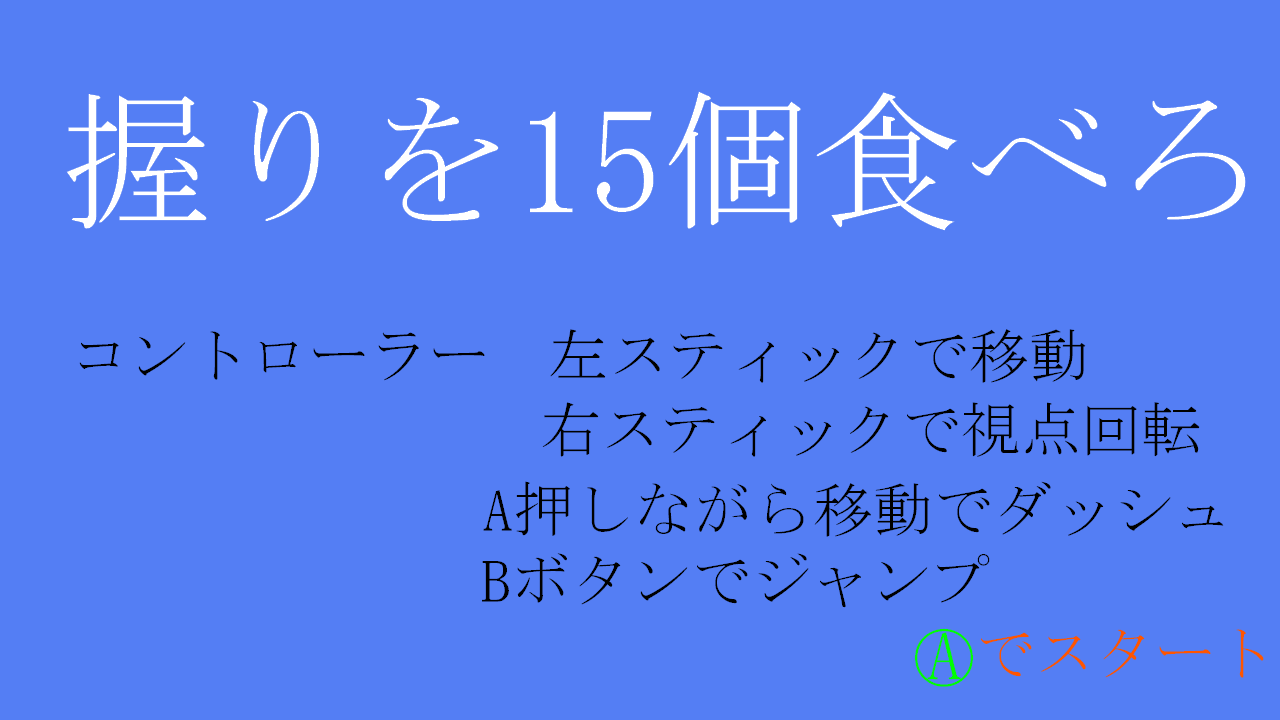 握りを15個食べろ
コントローラー　左スティックで移動
右スティックで視点回転
A押しながら移動でダッシュ
Bボタンでジャンプ
Ⓐでスタート